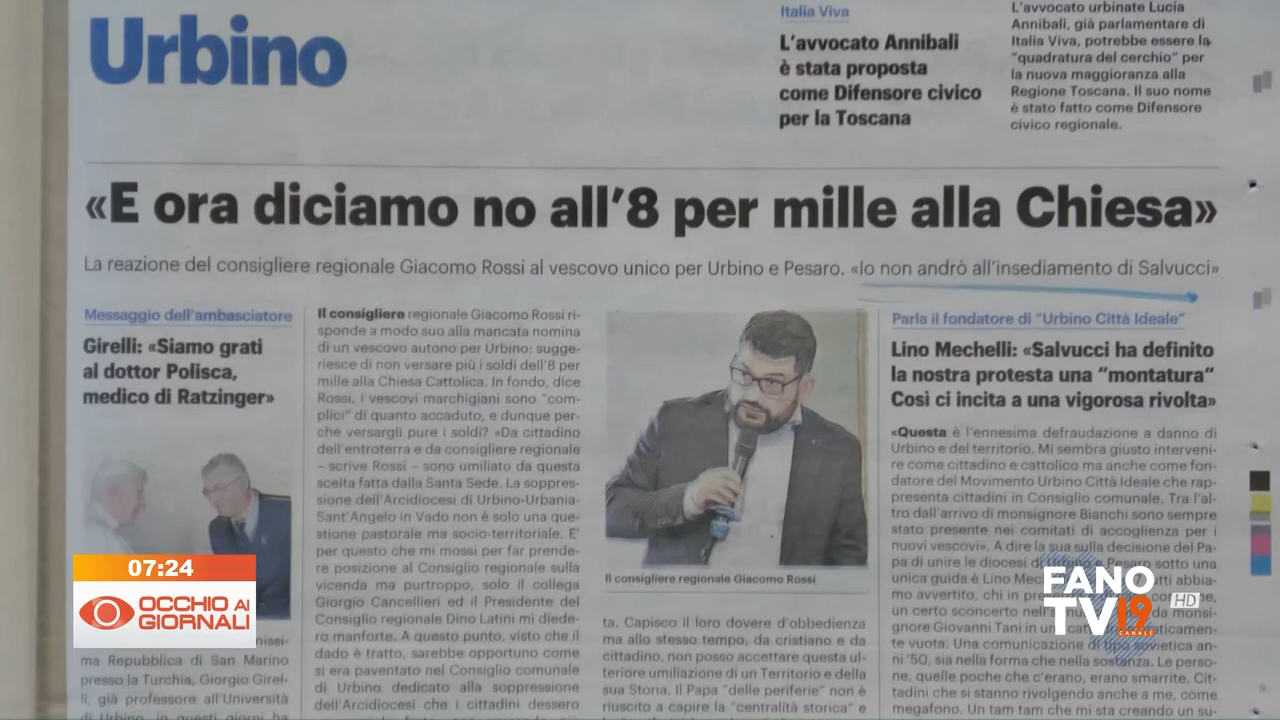 Urbino
Italia Viva
L'avvocato Annibali
è stata proposta
come Difensore civico
per la Toscana
L'avvocato urbinate Lucia
Annibali, già parlamentare di
Italia Viva, potrebbe essere la
"quadratura del cerchio" per
la nuova maggioranza alla
Regione Toscana. Il suo nome
è stato fatto come Difensore
civico regionale.
«E ora diciamo no all'8 per mille alla Chiesa»
La reazione del consigliere regionale Giacomo Rossi al vescovo unico per Urbino e Pesaro. «Io non andrò all'insediamento di Salvucci»
Messaggio dell'ambasciatore
Girelli: «Siamo grati
al dottor Polisca,
medico di Ratzinger»
ma Repubblica di San Marino
presso la Turchia, Giorgio Girel-
li, già professore all'Università
di Urbino, in questi giorni ha
Il consigliere regionale Giacomo Rossi ri-
sponde a modo suo alla mancata nomina
di un vescovo autono per Urbino: sugge-
riesce di non versare più i soldi dell'8 per
mille alla Chiesa Cattolica. In fondo, dice
Rossi, i vescovi marchigiani sono "com-
plici" di quanto accaduto, e dunque per-
ché versargli pure i soldi? «Da cittadino
dell'entroterra e da consigliere regionale
– scrive Rossi – sono umiliato da questa
scelta fatta dalla Santa Sede. La soppres-
sione dell'Arcidiocesi di Urbino-Urbania-
Sant'Angelo in Vado non è solo una que-
stione pastorale ma socio-territoriale. E'
per questo che mi mossi per far prende-
re posizione al Consiglio regionale sulla
vicenda ma purtroppo, solo il collega
Giorgio Cancellieri ed il Presidente del
Consiglio regionale Dino Latini mi diede-
ro manforte. A questo punto, visto che il
dado è tratto, sarebbe opportuno come
si era paventato nel Consiglio comunale
di Urbino dedicato alla soppressione
dell'Arcidiocesi che i cittadini dessero
Il consigliere regionale Giacomo Rossi
ta. Capisco il loro dovere d'obbedienza
ma allo stesso tempo, da cristiano e da
cittadino, non posso accettare questa ul-
teriore umiliazione di un Territorio e della
sua Storia. Il Papa "delle periferie" non è
riuscito a capire la "centralità storica" e
Parla il fondatore di "Urbino Città Ideale"
Lino Mechelli: «Salvucci ha definito
la nostra protesta una "montatura"
Così ci incita a una vigorosa rivolta»
«Questa è l'ennesima defraudazione a danno di
Urbino e del territorio. Mi sembra giusto interveni-
re come cittadino e cattolico ma anche come fon-
datore del Movimento Urbino Città Ideale che rap-
presenta cittadini in Consiglio comunale. Tra l'al-
tro dall'arrivo di monsignore Bianchi sono sempre
stato presente nei comitati di accoglienza per i
nuovi vescovi». A dire la sua sulla decisione del Pa-
pa di unire le diocesi di Urbino e Pesaro sotto una
unica guida è Lino
mo avvertito, chi in
un certo sconcerto
gnore Giovanni Tani in
te vuota. Una comunicazione di tipo sovietica an-
ni '50, sia nella forma che nella sostanza. Le perso-
ne, quelle poche che c'erano, erano smarrite. Cit-
tadini che si stanno rivolgendo anche a me, come
megafono. Un tam tam che mi sta creando un su-
07:24
OCCHIO AI
GIORNALI
FANO
TV19 HD
CANALE